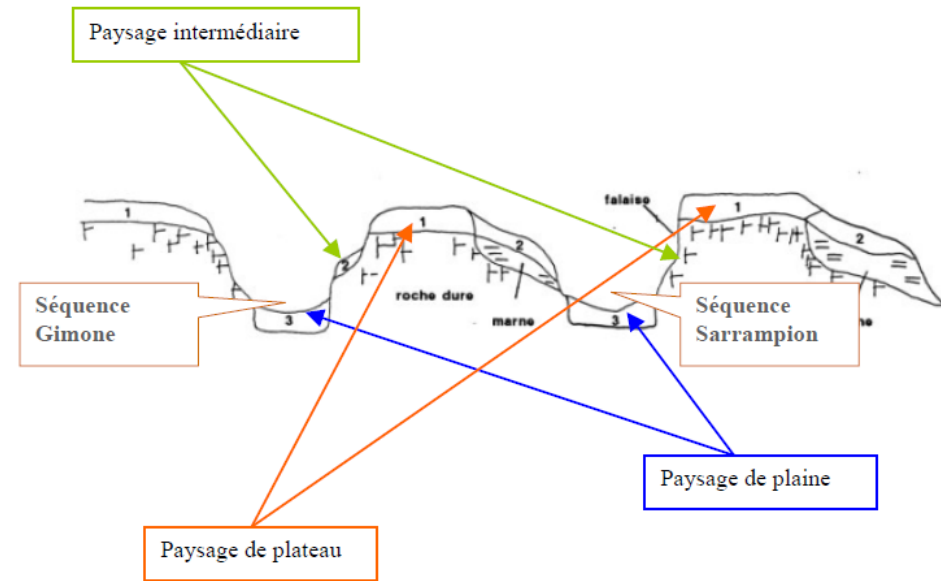 Paysage intermédiaire
falaise
1
1
1
2
2
2
Séquence
Gimone
roche dure
Séquence
Sarrampion
3
marne
3
ne
Paysage de plaine
Paysage de plateau